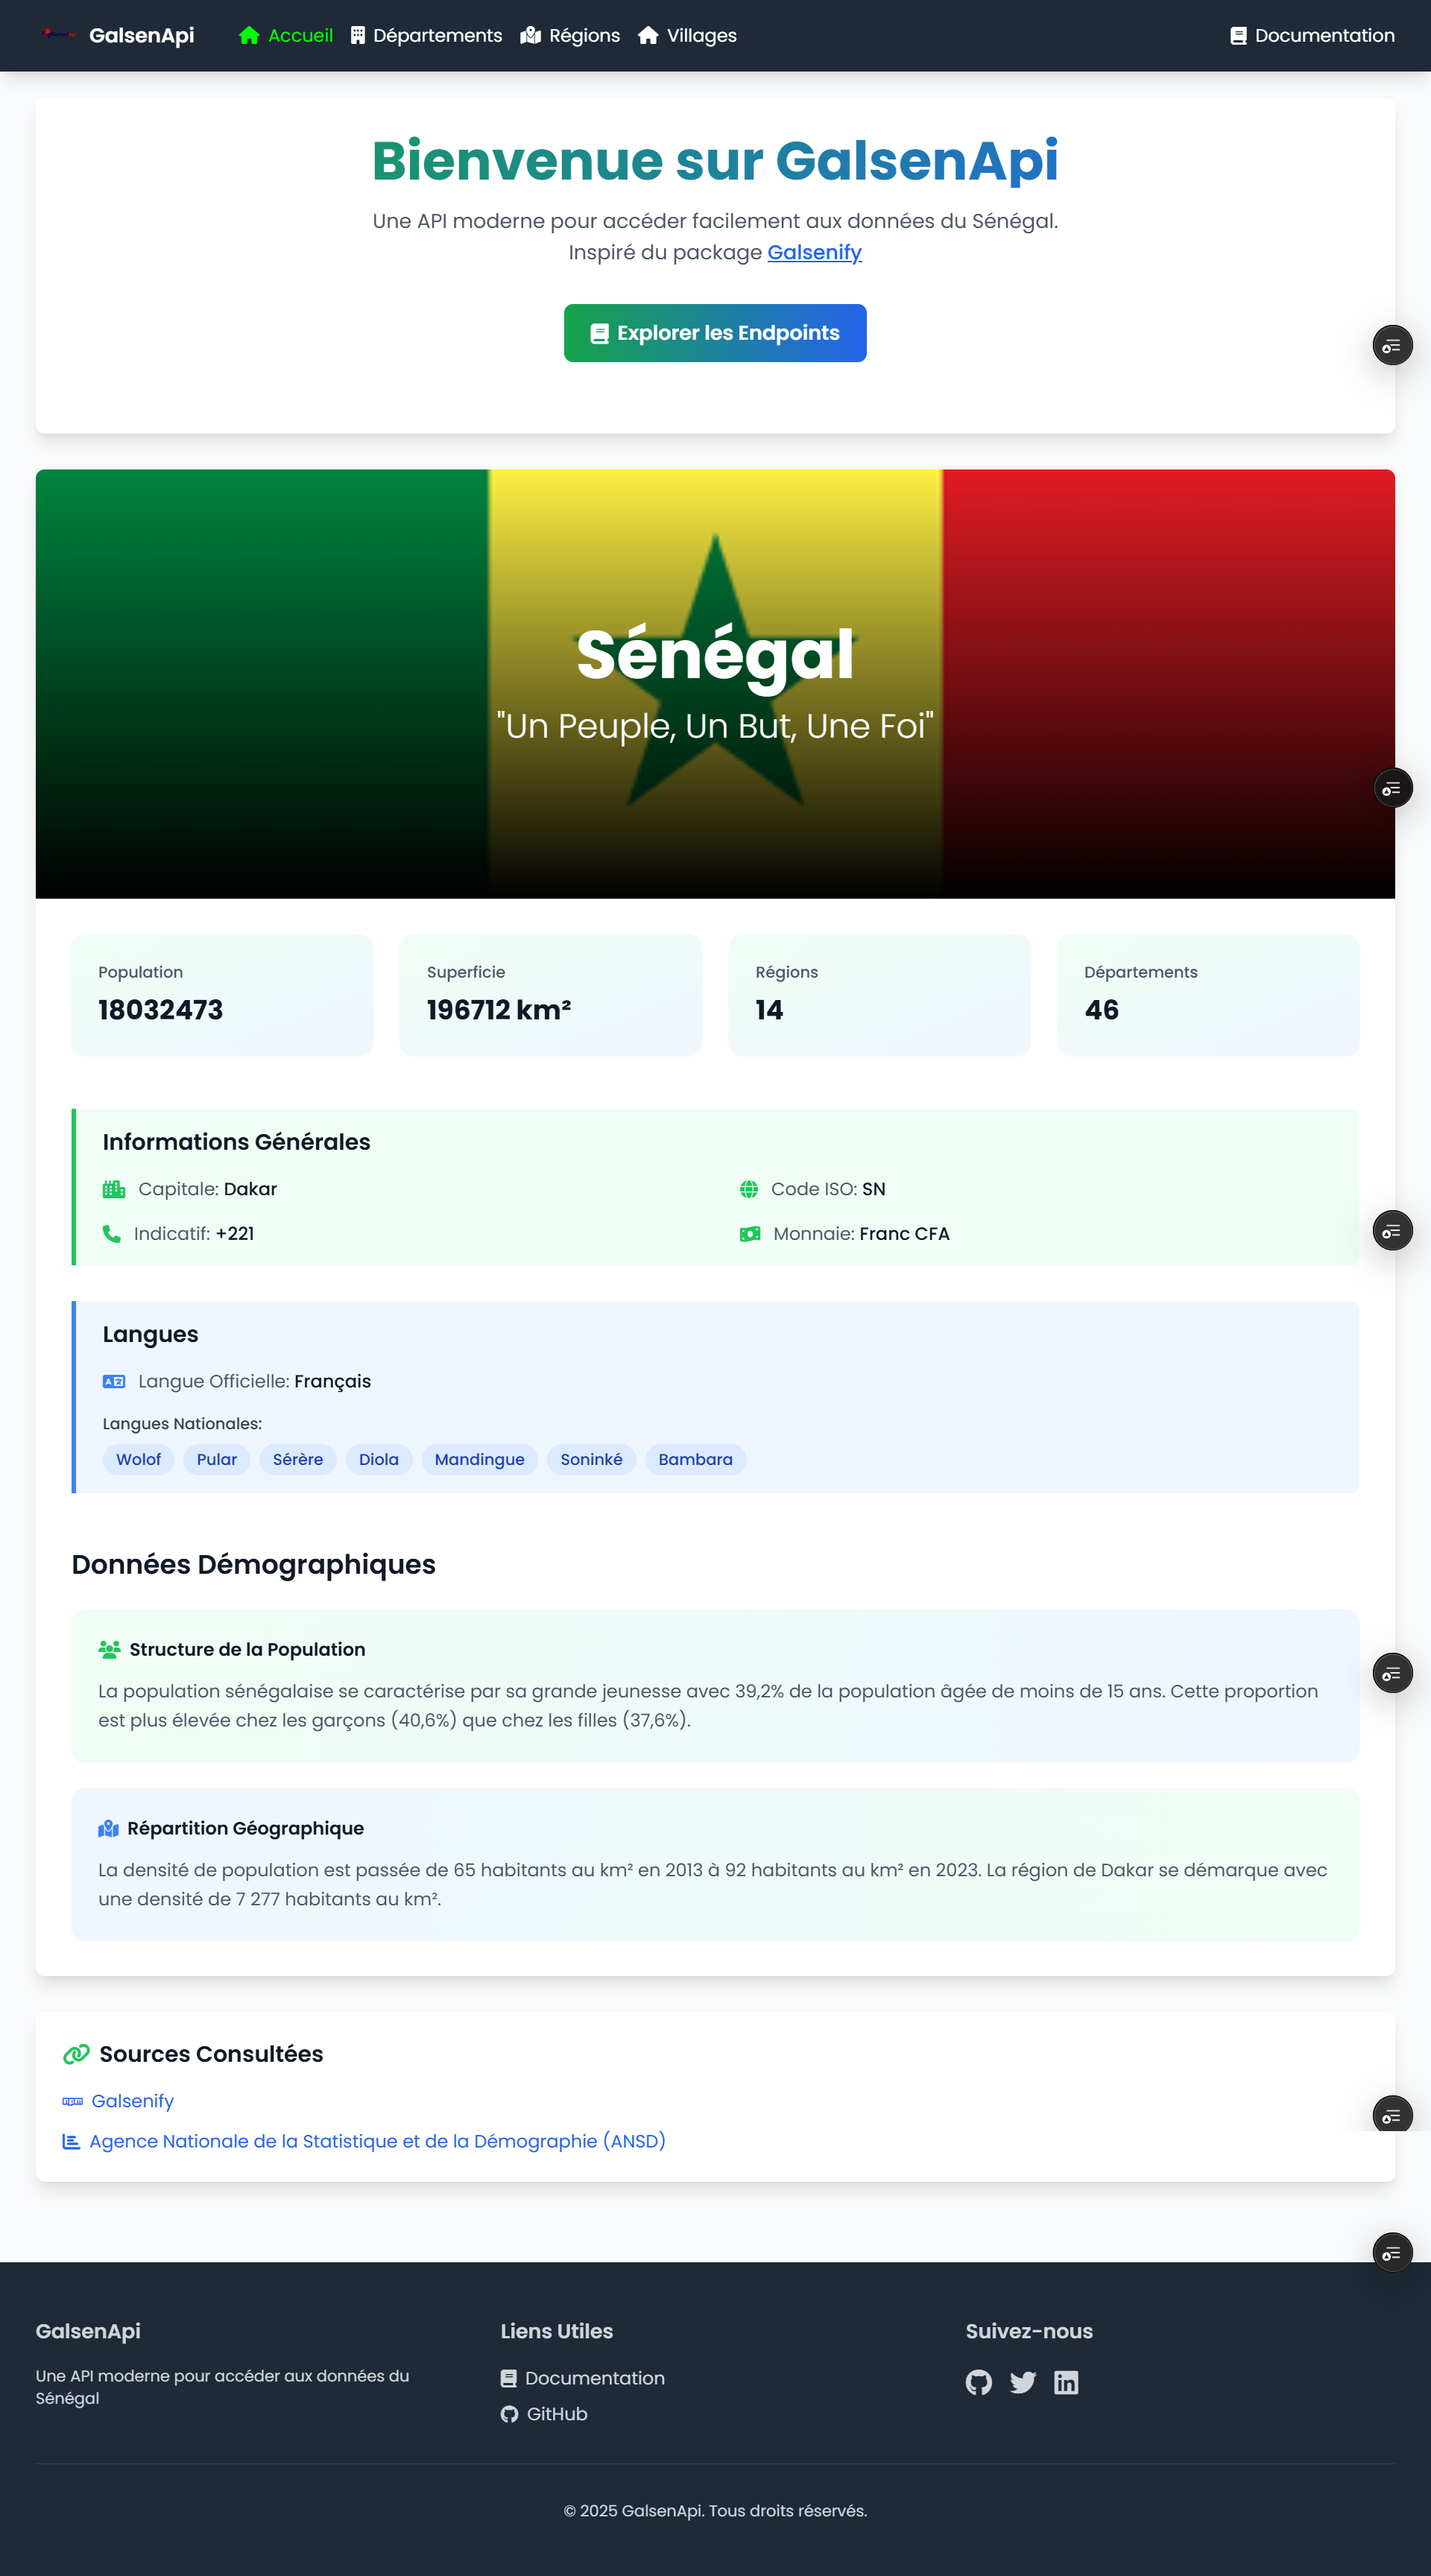 GalsenApi
Accueil
Départements
Régions
Villages
Documentation
Bienvenue sur GalsenApi
Une API moderne pour accéder facilement aux données du Sénégal.
Inspiré du package Galsenify
Explorer les Endpoints
Sénégal
"Un Peuple, Un But, Une Foi"
Population
18032473
Superficie
196712 km²
Régions
14
Départements
46
Informations Générales
Capitale: Dakar
Code ISO: SN
Indicatif: +221
Monnaie: Franc CFA
Langues
Langue Officielle: Français
Langues Nationales:
Wolof
Pular
Sérère
Diola
Mandingue
Soninké
Bambara
Données Démographiques
Structure de la Population
La population sénégalaise se caractérise par sa grande jeunesse avec 39,2% de la population âgée de moins de 15 ans. Cette proportion
est plus élevée chez les garçons (40,6%) que chez les filles (37,6%).
Répartition Géographique
La densité de population est passée de 65 habitants au km² en 2013 à 92 habitants au km² en 2023. La région de Dakar se démarque avec
une densité de 7 277 habitants au km².
Sources Consultées
Galsenify
Agence Nationale de la Statistique et de la Démographie (ANSD)
GalsenApi
Une API moderne pour accéder aux données du
Sénégal
Liens Utiles
Documentation
GitHub
Suivez-nous
© 2025 GalsenApi. Tous droits réservés.